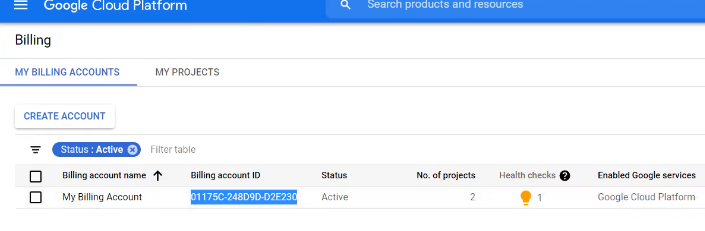 Google Cloud Platform
Search products and resources
Billing
MY BILLING ACCOUNTS
MY PROJECTS
CREATE ACCOUNT
Status : Active
Filter table
Billing account name Billing account ID Status No. of projects Health checks ? Enabled Google services
My Billing Account 01175C-248D9D-D2E230 Active 2 1 Google Cloud Platform